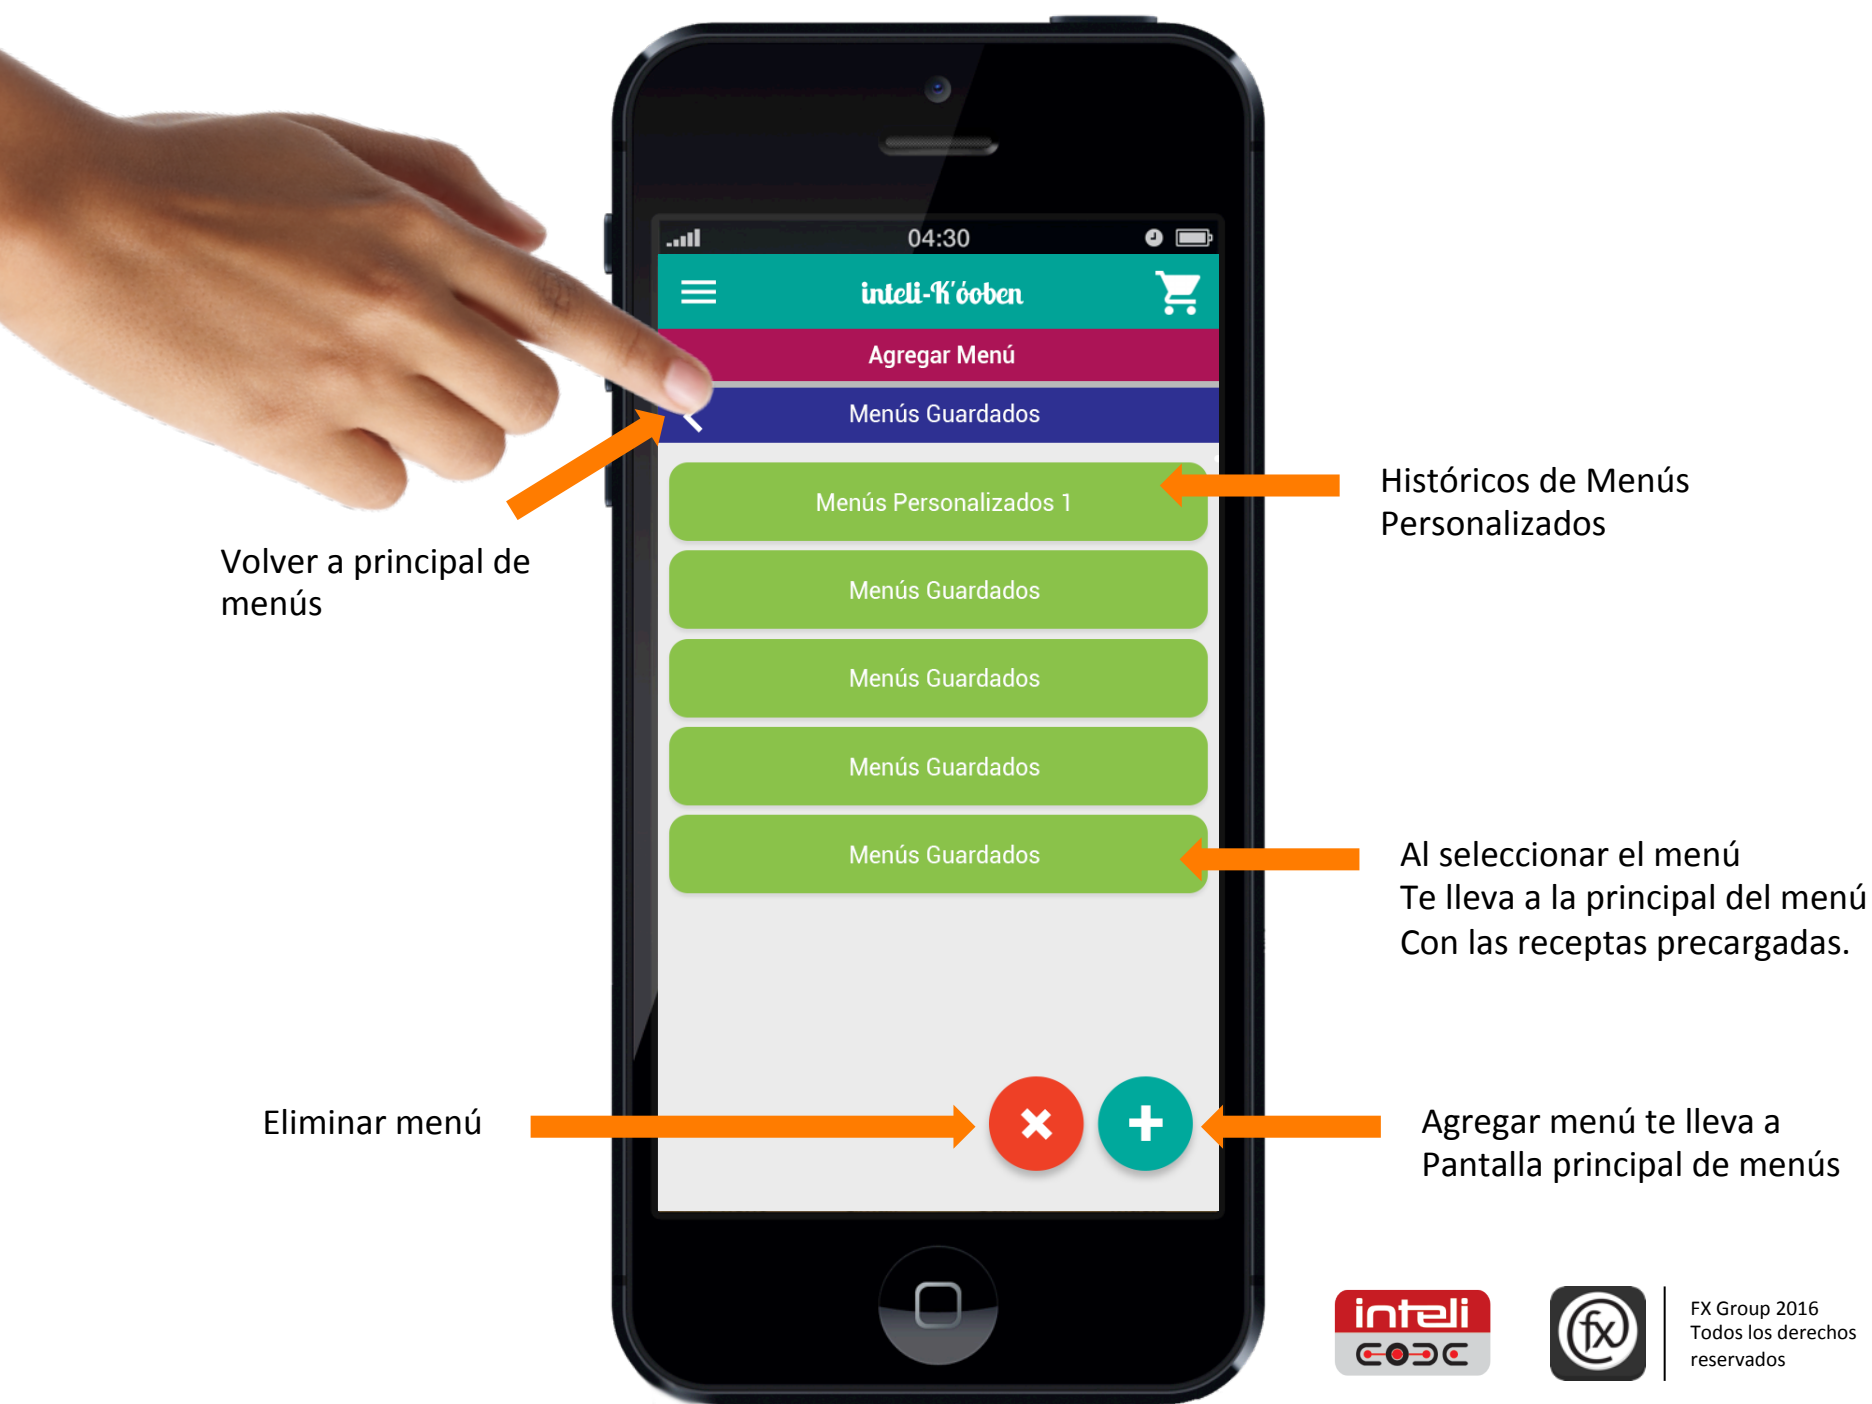 04:30
inteli-K'óoben
Agregar Menú
Menús Guardados
Menús Personalizados 1
Menús Guardados
Menús Guardados
Menús Guardados
Menús Guardados
Volver a principal de
menús
Históricos de Menús
Personalizados
Al seleccionar el menú
Te lleva a la principal del menú
Con las receptas precargadas.
Eliminar menú
Agregar menú te lleva a
Pantalla principal de menús
inteli
CODE
fx
FX Group 2016
Todos los derechos
reservados